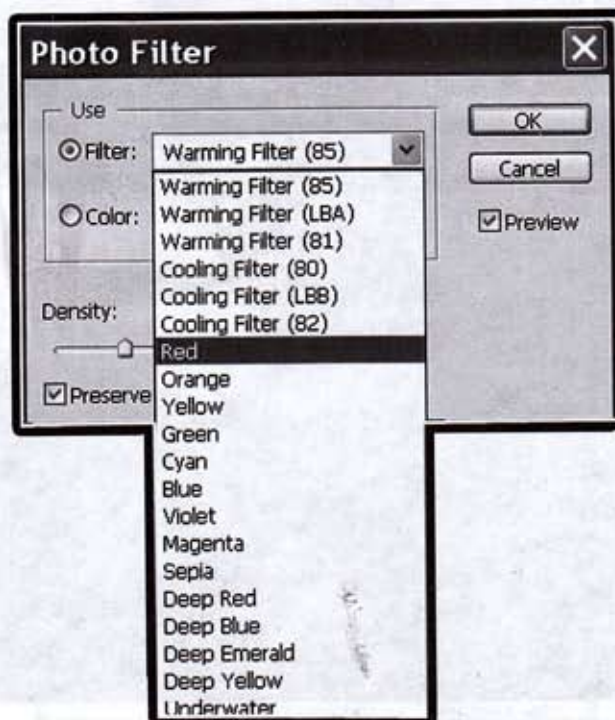 Photo Filter
Use
Filter: Warming Filter (85)
OK
Cancel
Color:
Preview
Density:
Preserve
Warming Filter (85)
Warming Filter (LBA)
Warming Filter (81)
Cooling Filter (80)
Cooling Filter (LBB)
Cooling Filter (82)
Red
Orange
Yellow
Green
Cyan
Blue
Violet
Magenta
Sepia
Deep Red
Deep Blue
Deep Emerald
Deep Yellow
Underwater